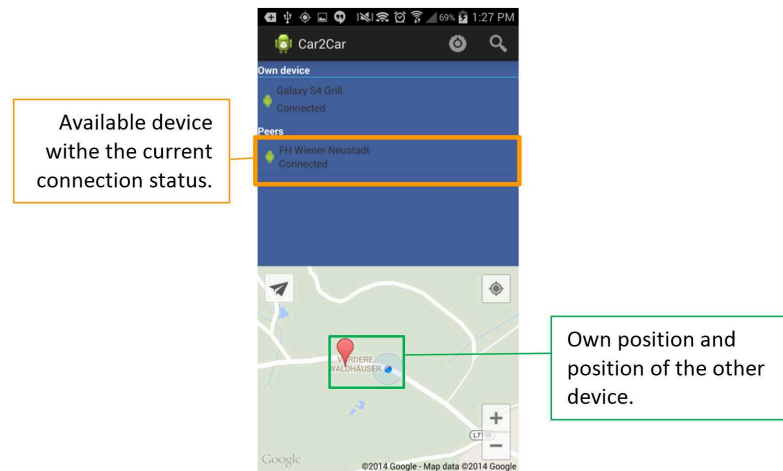 69% 1:27 PM
Car2Car
Own device
Galaxy S4 Grill
Connected
Peers
FH Wiener Neustadt
Connected
Available device
withe the current
connection status.
VORDERE
WALDHÄUSER
Own position and
position of the other
device.
Google
©2014 Google - Map data ©2014 Google